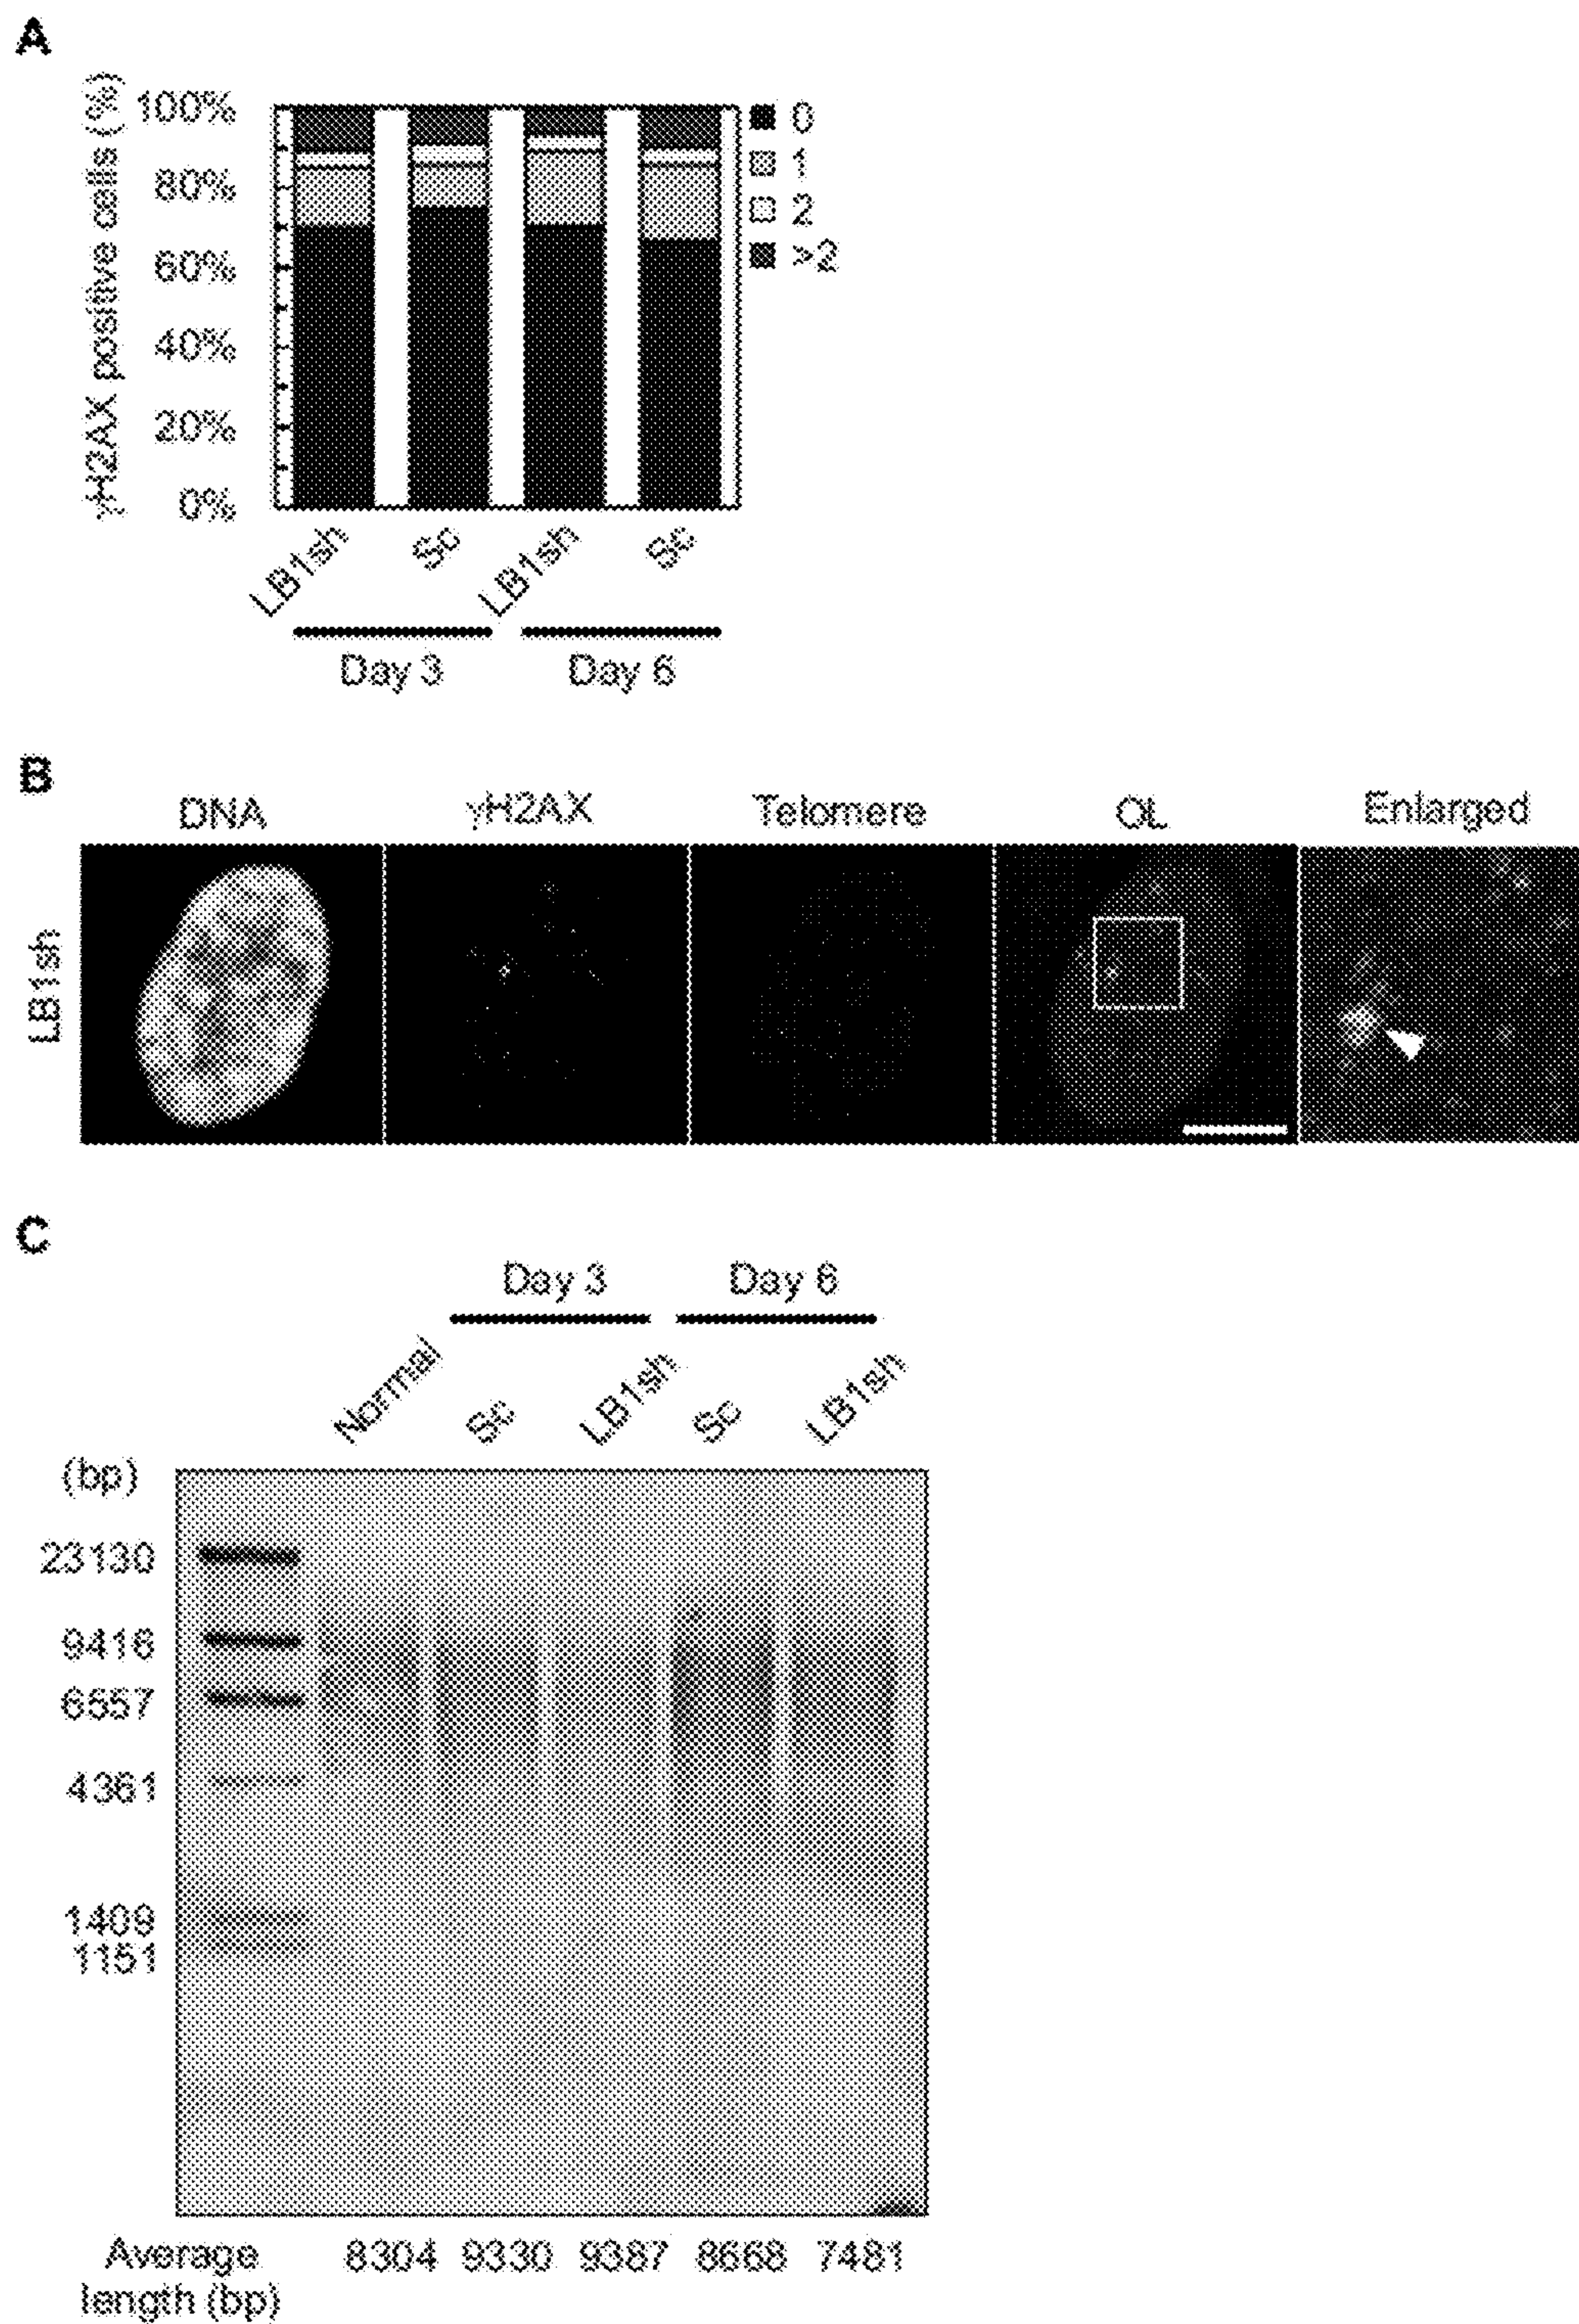 A
γH2AX positive cells (%)
100%
80%
60%
40%
20%
0%
0
1
2
>2
LB1sh
Sc
LB1sh
Sc
Day 3
Day 6
B
DNA
γH2AX
Telomere
OL
Enlarged
LB1sh
C
Day 3
Day 6
Normal
Sc
LB1sh
Sc
LB1sh
(bp)
23130
9416
6557
4361
1409
1151
Average
length (bp)
8304 9330 9387 8668 7481